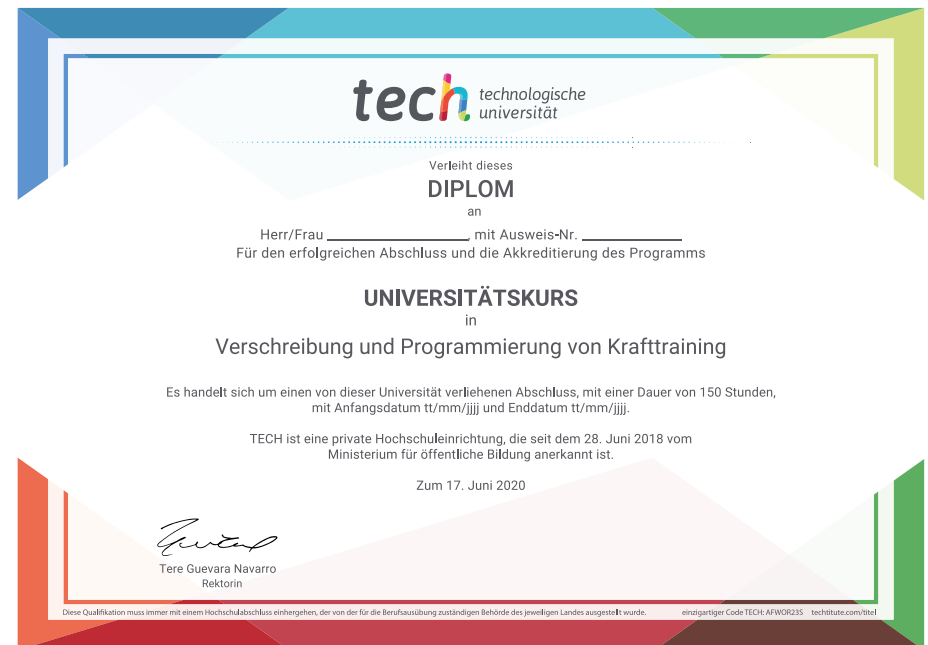 tech technologische
universität
Verleiht dieses
DIPLOM
an
Herr/Frau ____________________, mit Ausweis-Nr. ______________
Für den erfolgreichen Abschluss und die Akkreditierung des Programms
UNIVERSITÄTSKURS
in
Verschreibung und Programmierung von Krafttraining
Es handelt sich um einen von dieser Universität verliehenen Abschluss, mit einer Dauer von 150 Stunden,
mit Anfangsdatum tt/mm/jjjj und Enddatum tt/mm/jjjj.
TECH ist eine private Hochschuleinrichtung, die seit dem 28. Juni 2018 vom
Ministerium für öffentliche Bildung anerkannt ist.
Zum 17. Juni 2020
Tere Guevara Navarro
Rektorin
Diese Qualifikation muss immer mit einem Hochschulabschluss einhergehen, der von der für die Berufsausübung zuständigen Behörde des jeweiligen Landes ausgestellt wurde. einzigartiger Code TECH: AFWOR23S techtitute.com/titel